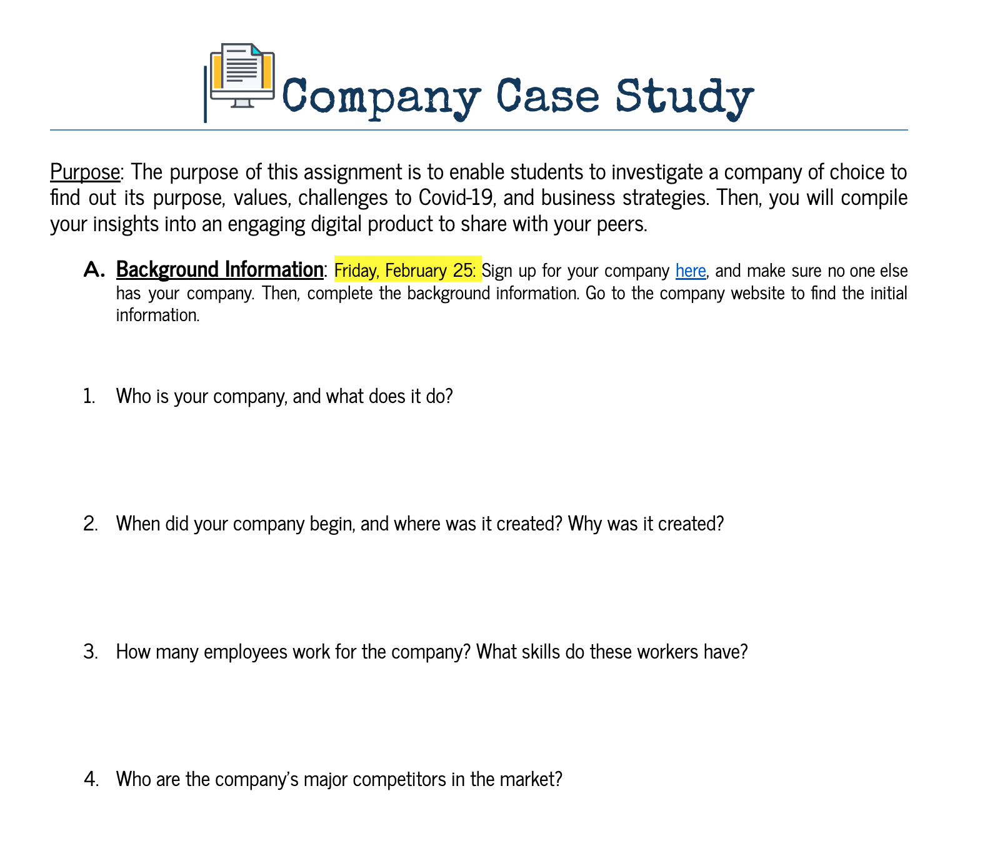 Company Case Study
Purpose: The purpose of this assignment is to enable students to investigate a company of choice to
find out its purpose, values, challenges to Covid-19, and business strategies. Then, you will compile
your insights into an engaging digital product to share with your peers.
A. Background Information: Friday, February 25: Sign up for your company here, and make sure no one else
has your company. Then, complete the background information. Go to the company website to find the initial
information.
1. Who is your company, and what does it do?
2. When did your company begin, and where was it created? Why was it created?
3. How many employees work for the company? What skills do these workers have?
4. Who are the company’s major competitors in the market?